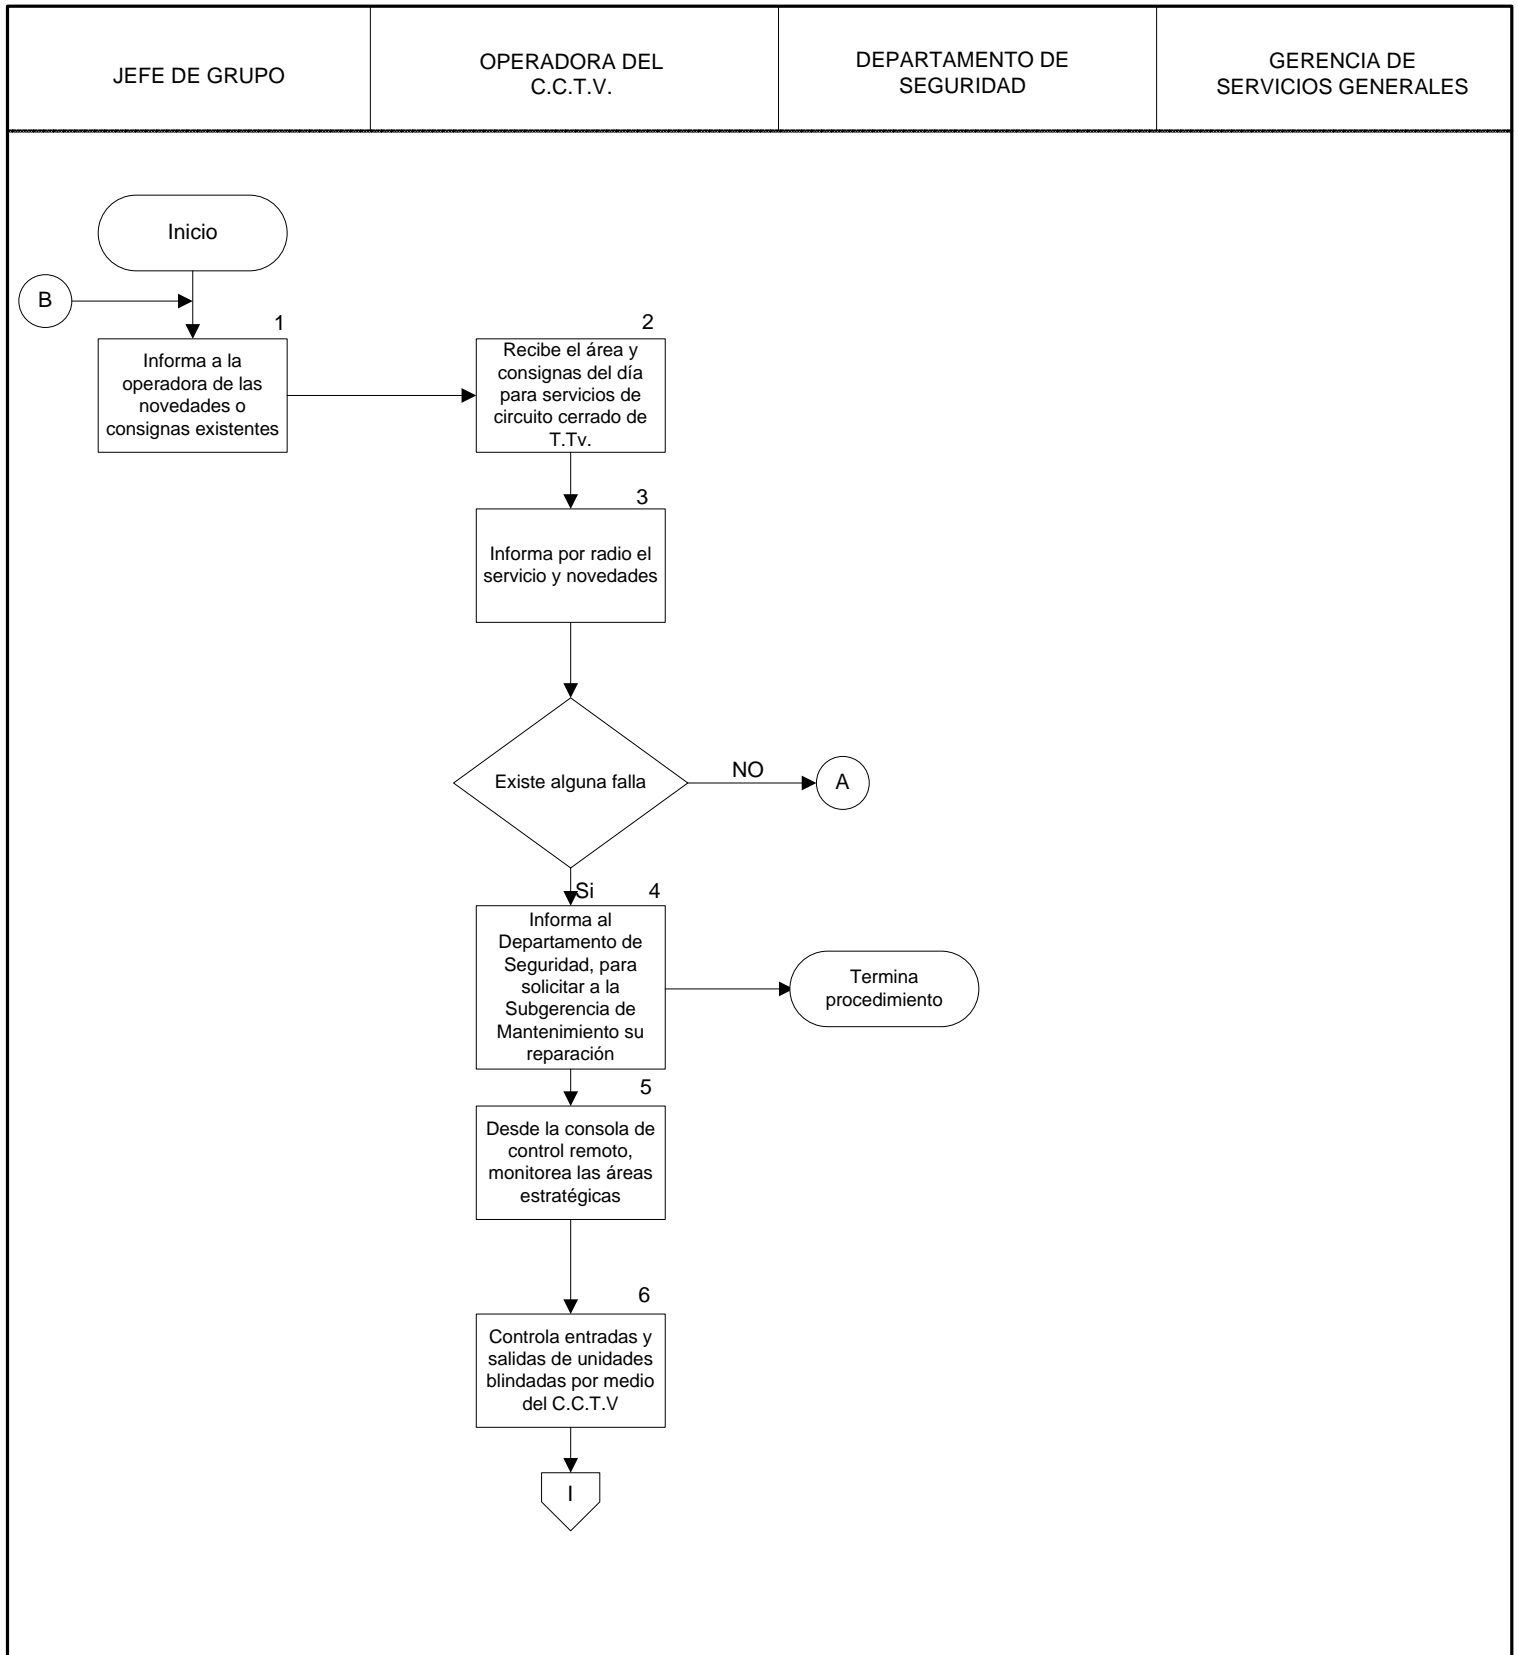 JEFE DE GRUPO
OPERADORA DEL
C.C.T.V.
DEPARTAMENTO DE
SEGURIDAD
GERENCIA DE
SERVICIOS GENERALES
Inicio
B
1
Informa a la
operadora de las
novedades o
consignas existentes
2
Recibe el área y
consignas del día
para servicios de
circuito cerrado de
T.Tv.
3
Informa por radio el
servicio y novedades
Existe alguna falla
NO
A
Si
4
Informa al
Departamento de
Seguridad, para
solicitar a la
Subgerencia de
Mantenimiento su
reparación
Termina
procedimiento
5
Desde la consola de
control remoto,
monitorea las áreas
estratégicas
6
Controla entradas y
salidas de unidades
blindadas por medio
del C.C.T.V
I